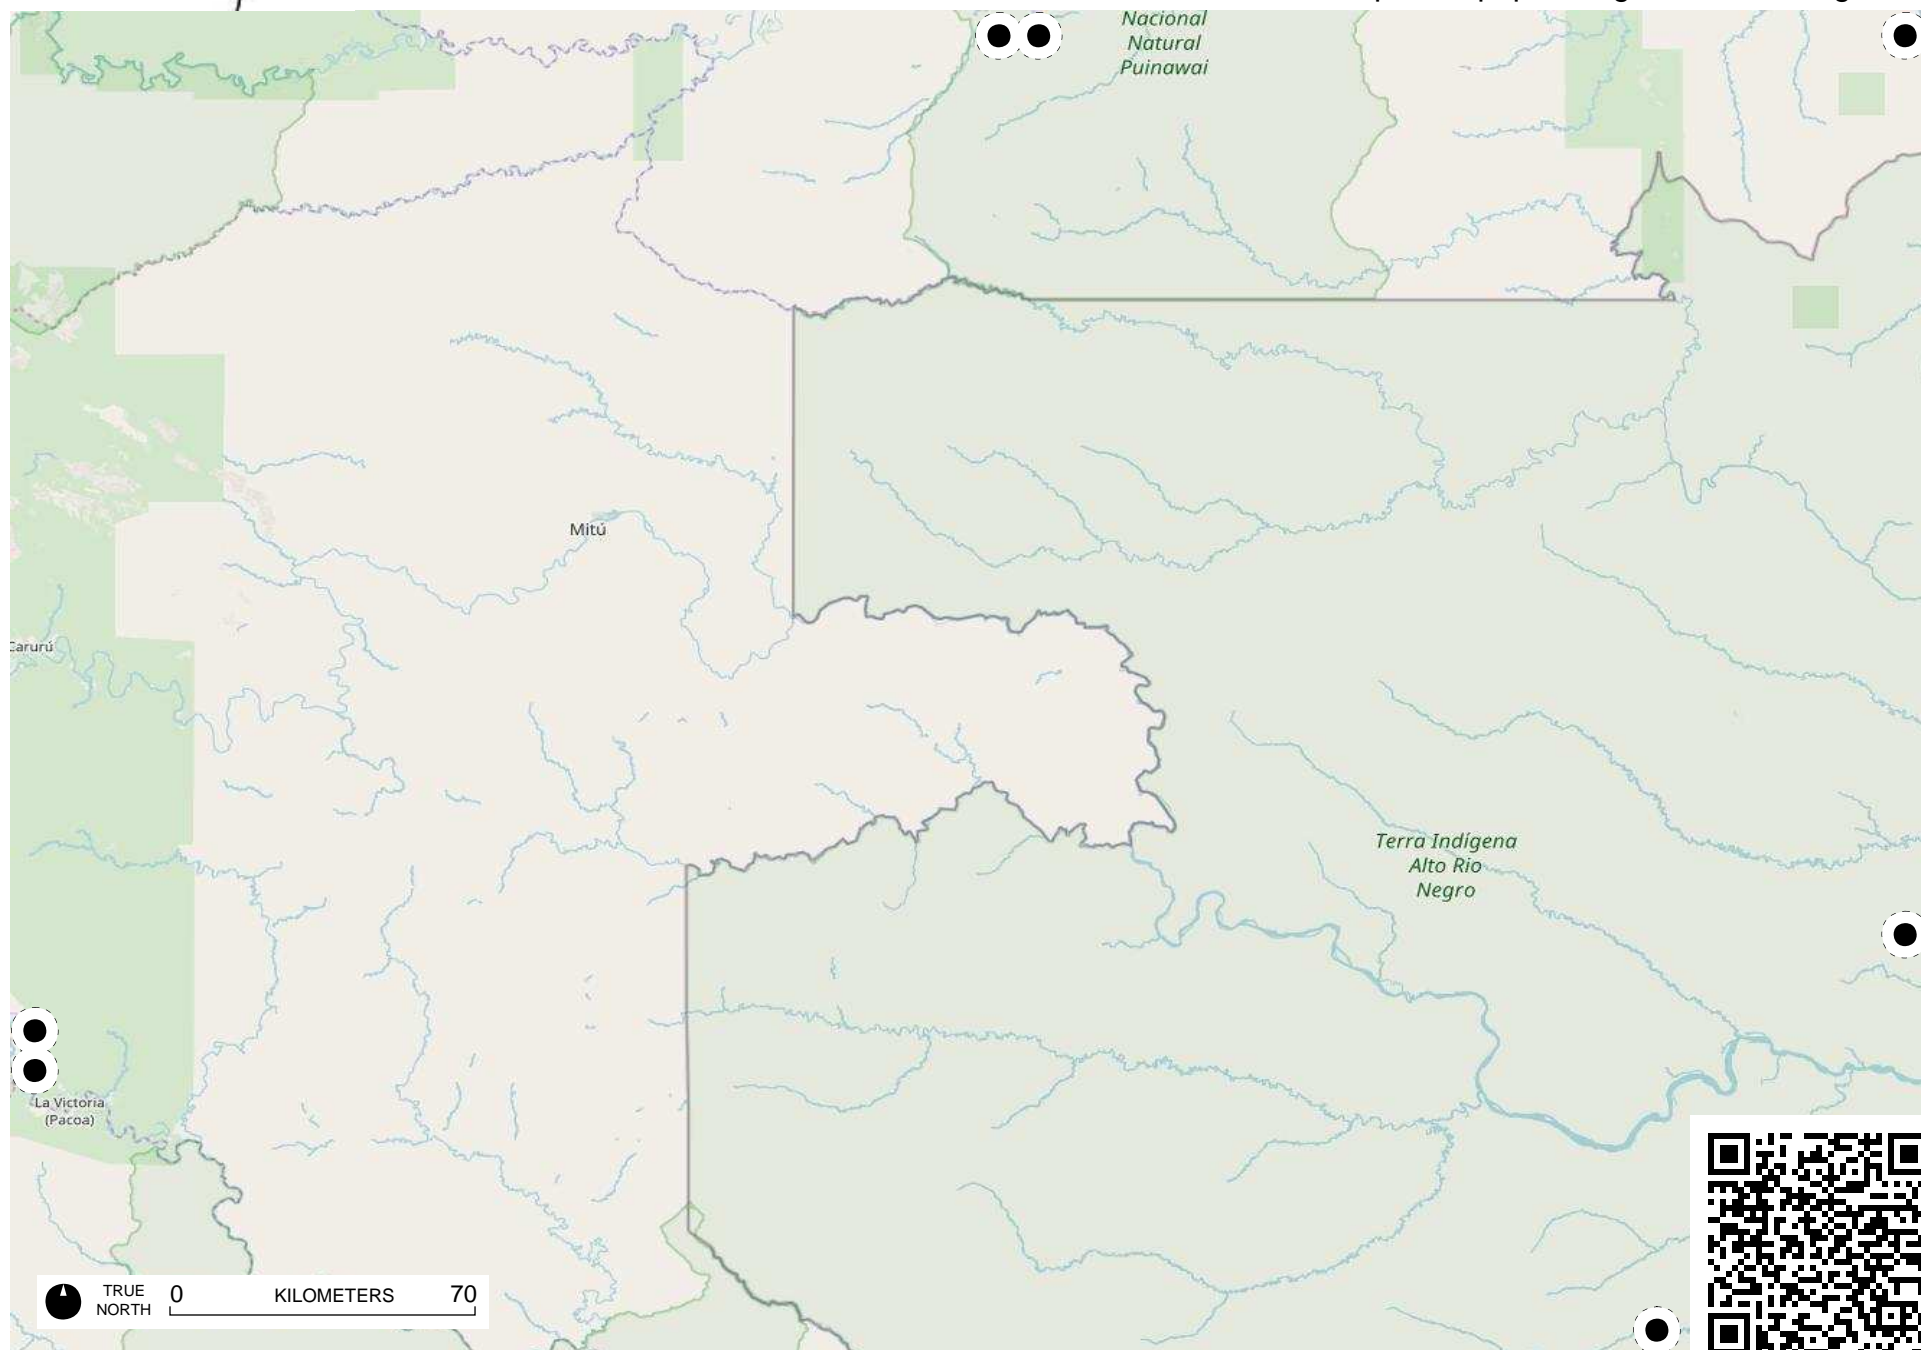 Nacional
Natural
Puinawai
Mitú
Carurú
Terra Indígena
Alto Rio
Negro
La Victoria
(Pacoa)
TRUE
NORTH
0
KILOMETERS
70